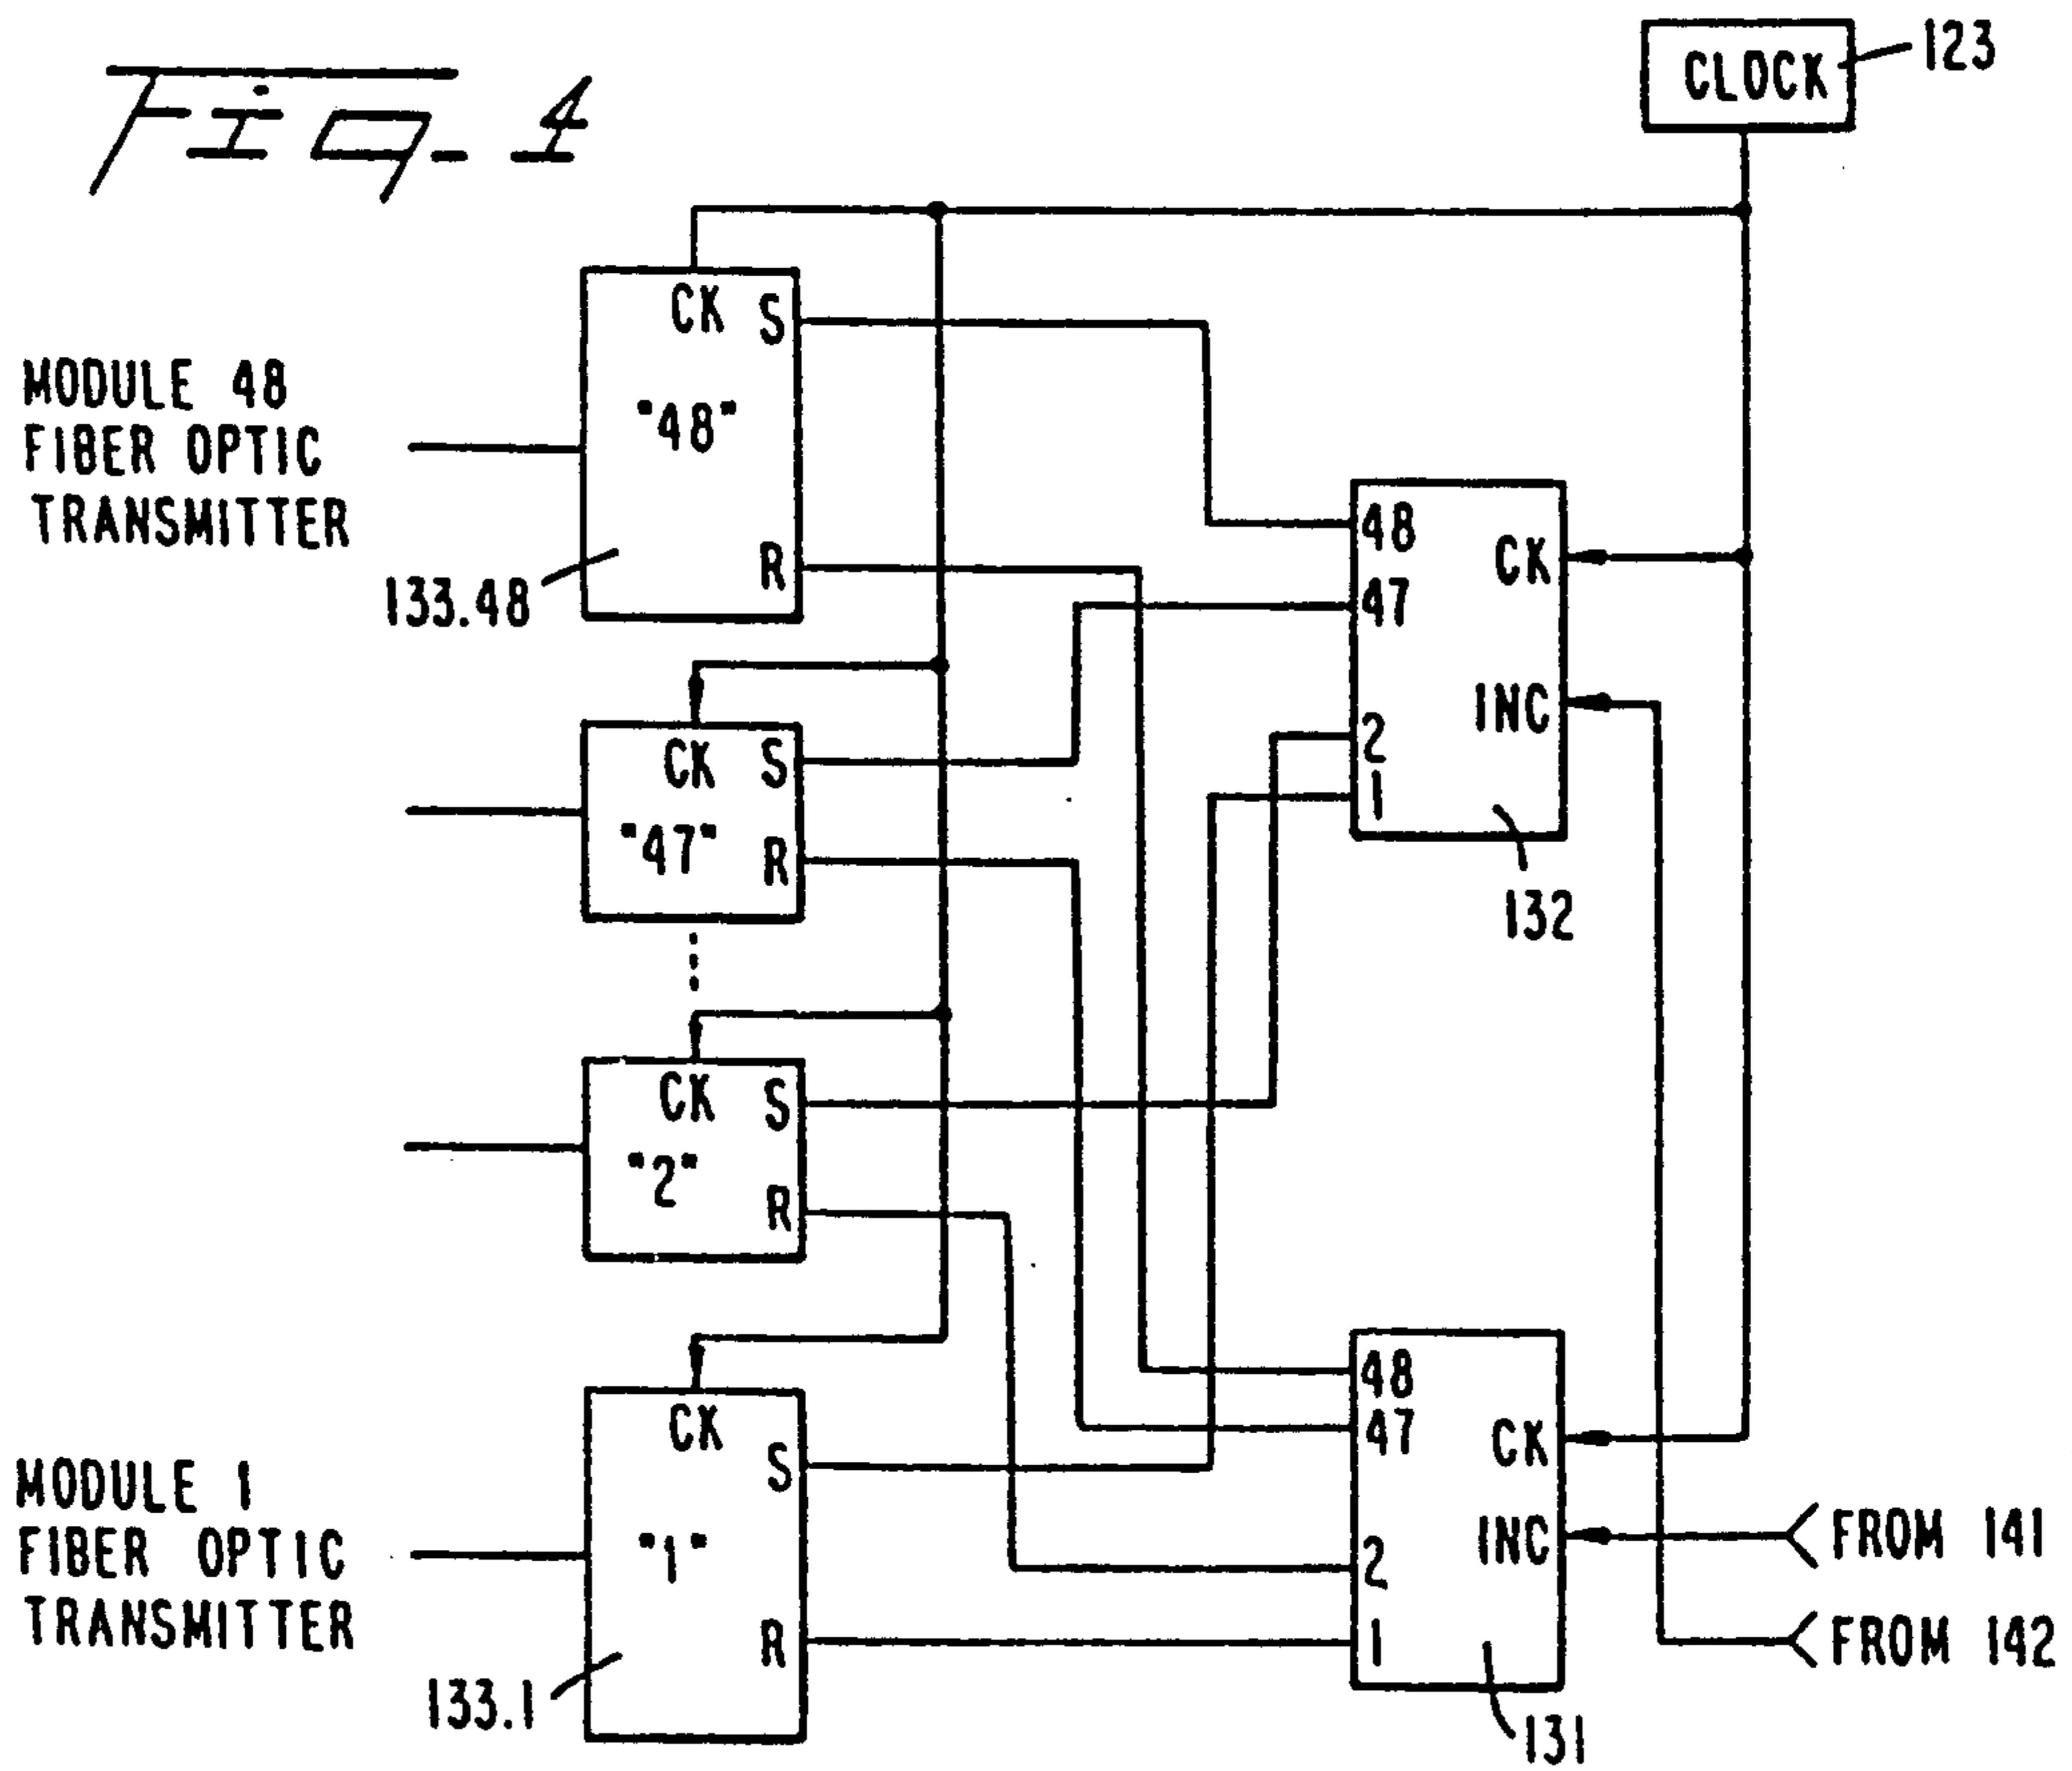 Fig. 4
CLOCK
123
CK S
"48"
R
MODULE 48
FIBER OPTIC
TRANSMITTER
133.48
48
47
2
1
CK
INC
132
CK S
"47"
R
CK S
"2"
R
CK
S
"1"
R
MODULE 1
FIBER OPTIC
TRANSMITTER
133.1
48
47
2
1
CK
INC
131
FROM 141
FROM 142